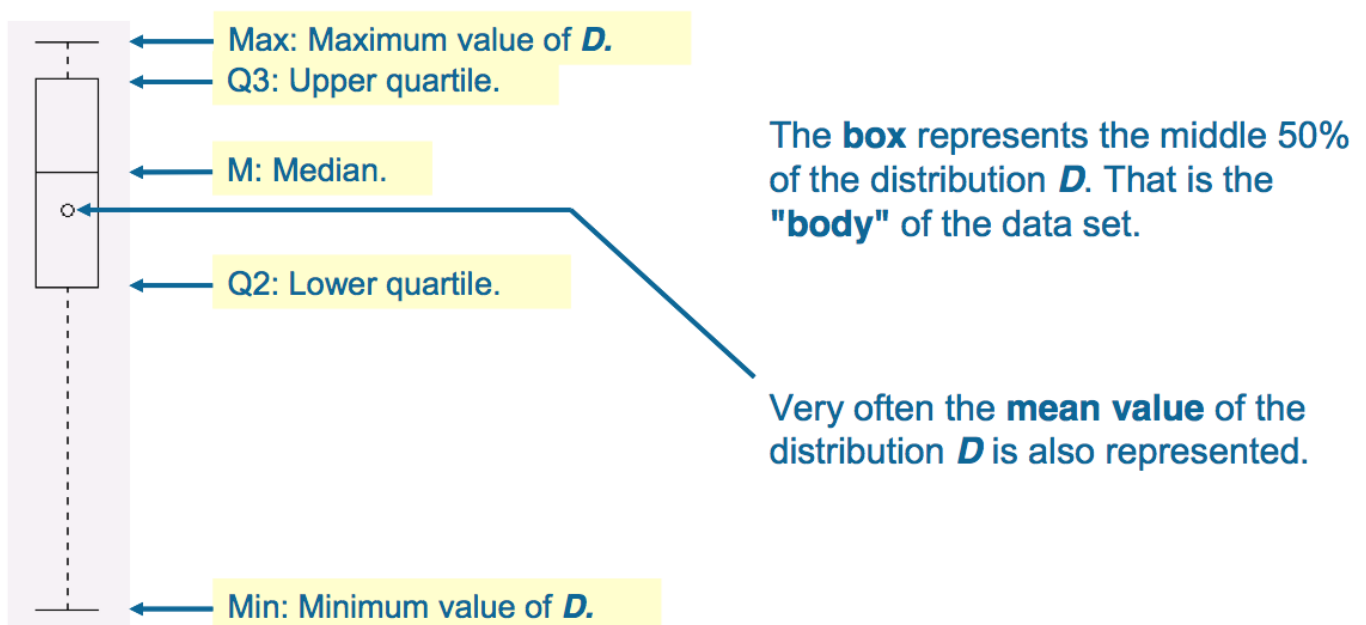 Max: Maximum value of D.
Q3: Upper quartile.
M: Median.
Q2: Lower quartile.
Min: Minimum value of D.
The box represents the middle 50%
of the distribution D. That is the
"body" of the data set.
Very often the mean value of the
distribution D is also represented.